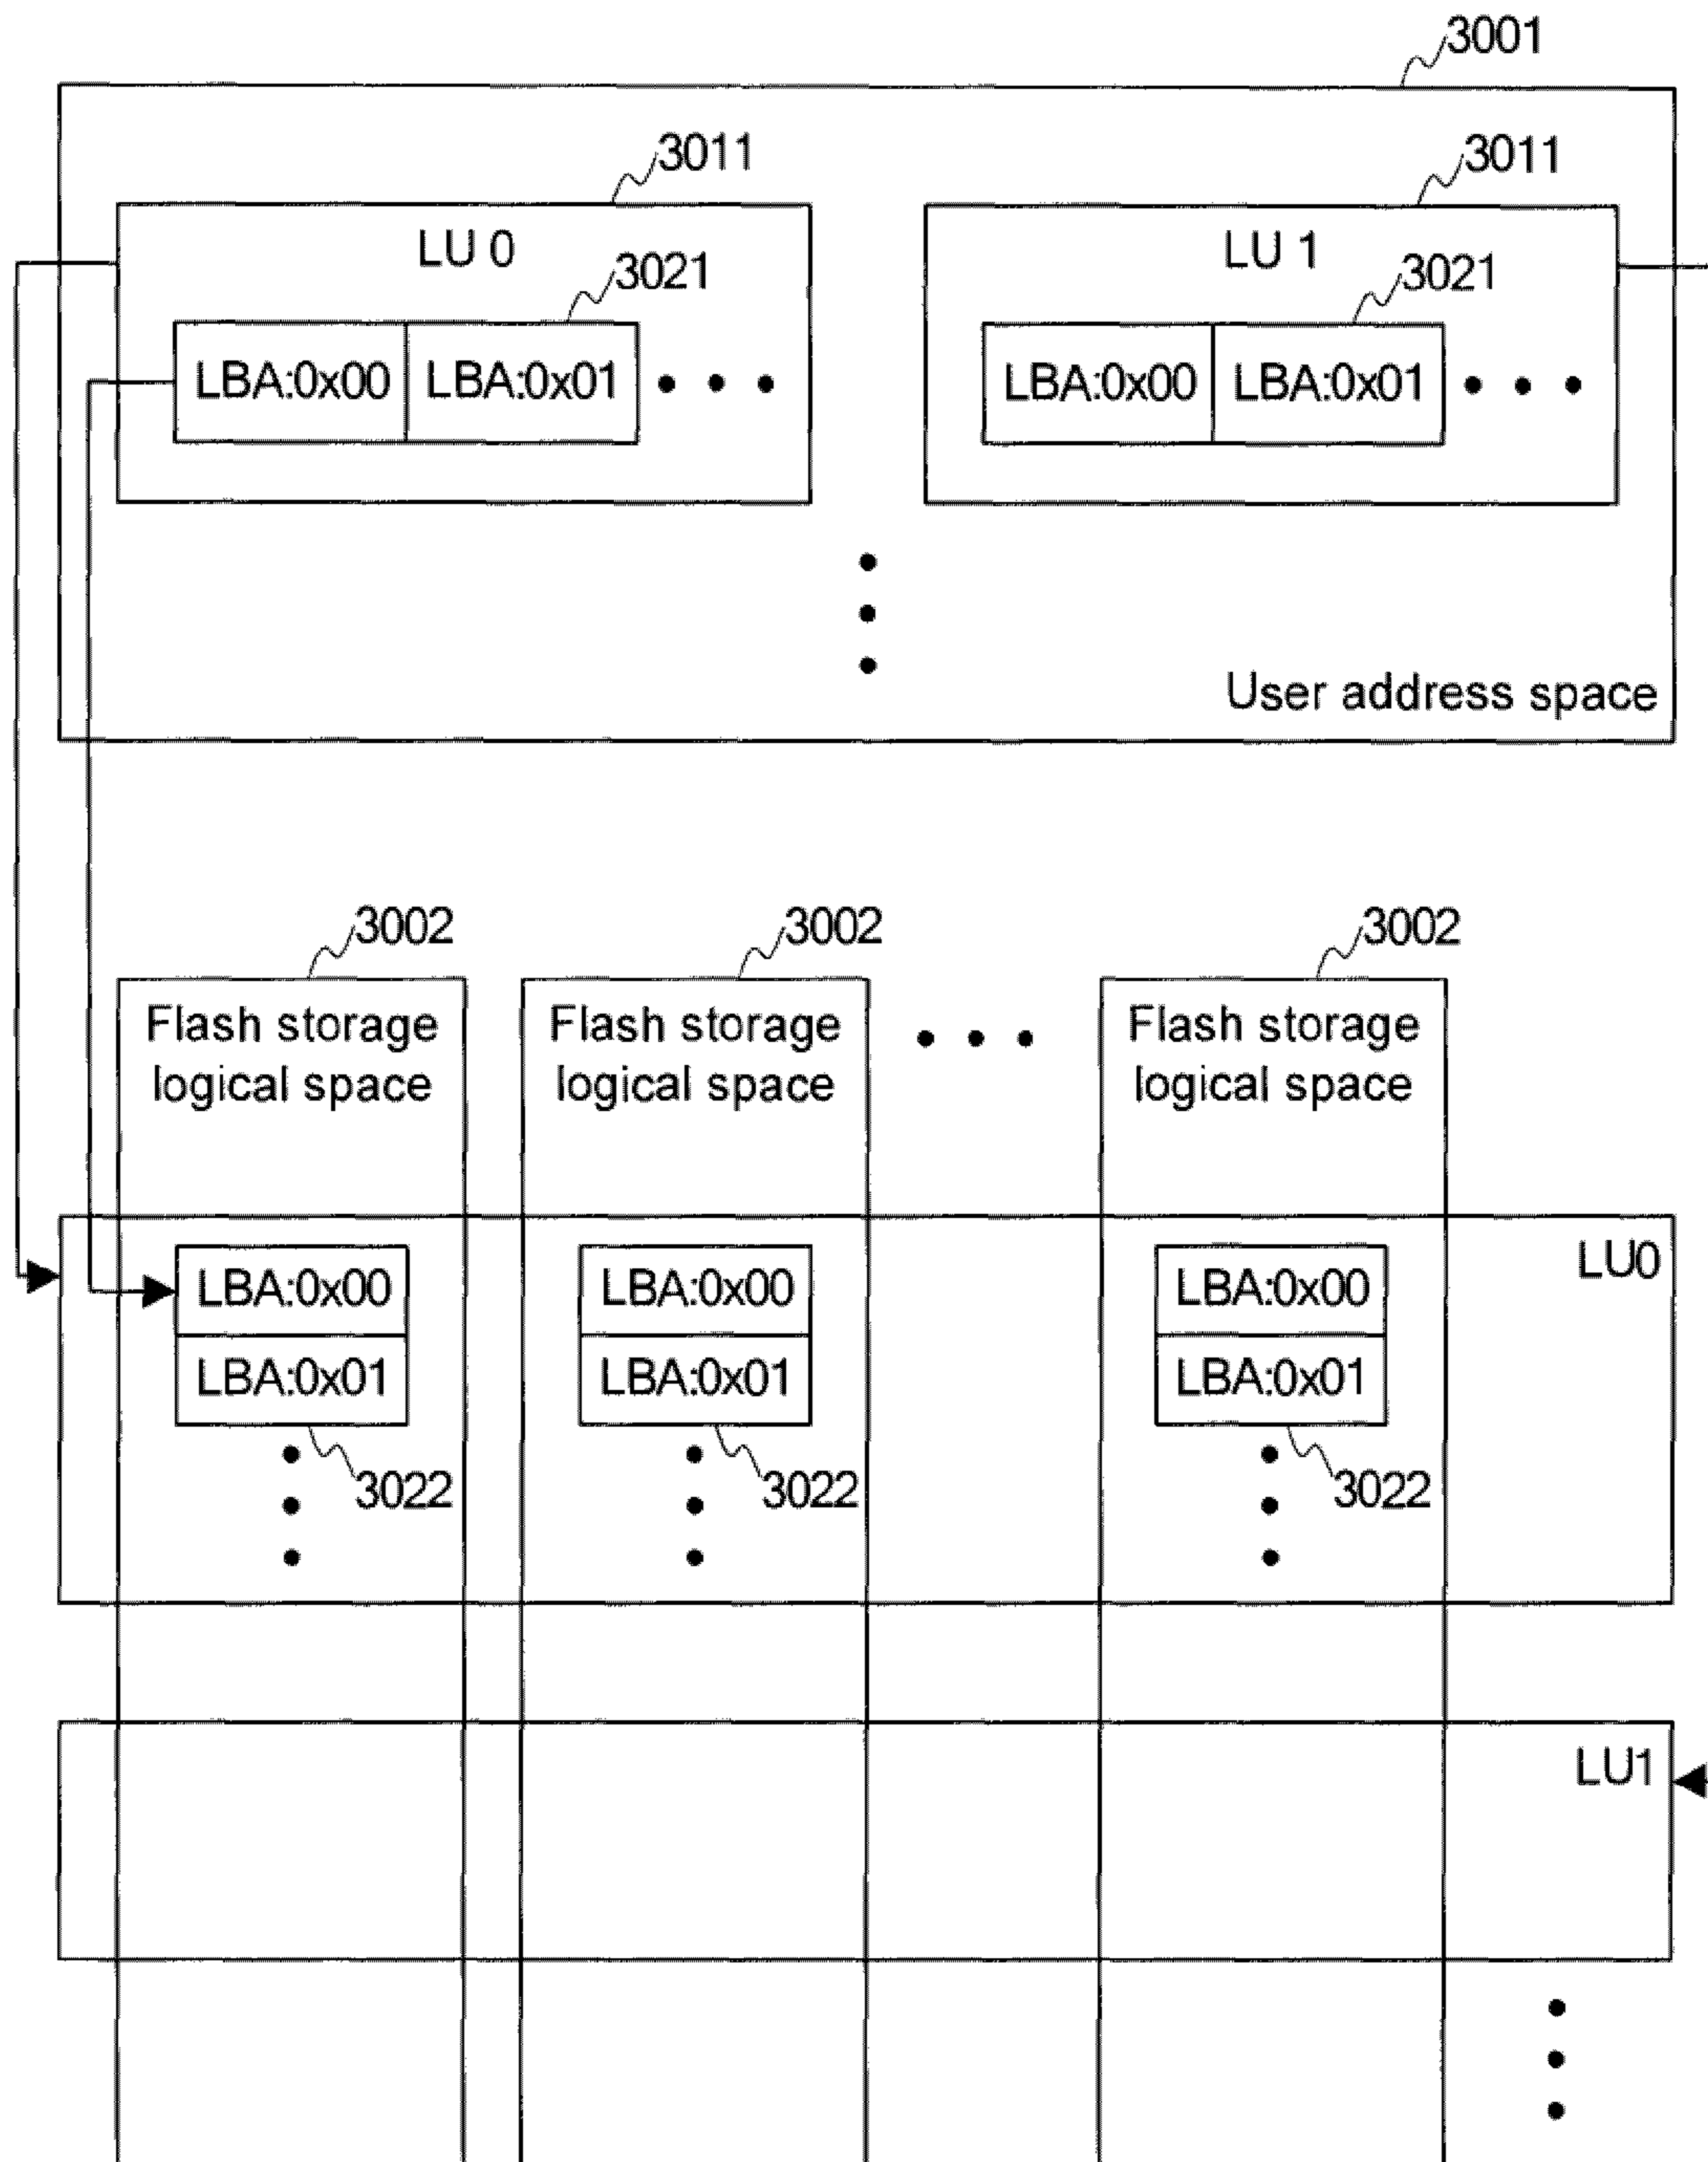 3001
3011 3011
LU 0 LU 1
3021 3021
LBA:0x00 LBA:0x01 LBA:0x00 LBA:0x01
User address space
3002 3002 3002
Flash storage Flash storage Flash storage
logical space logical space logical space
LU0
LBA:0x00 LBA:0x00 LBA:0x00
LBA:0x01 LBA:0x01 LBA:0x01
3022 3022 3022
LU1